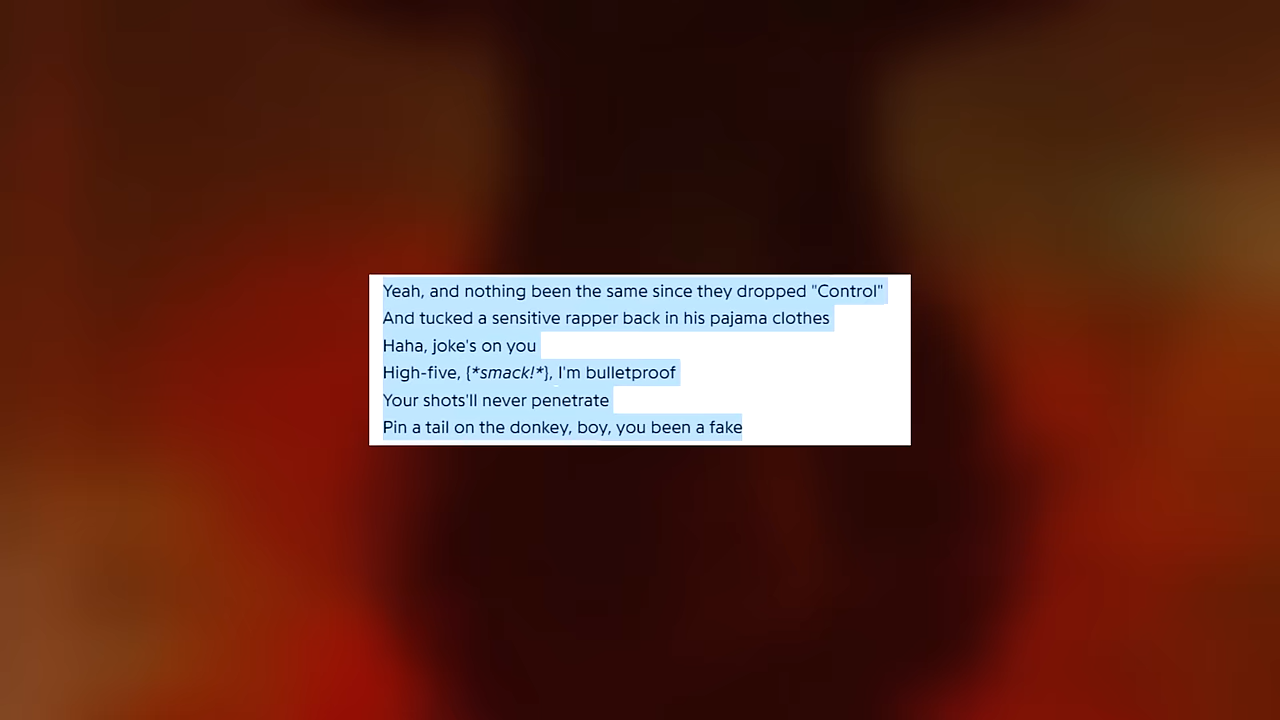 Yeah, and nothing been the same since they dropped "Control"
And tucked a sensitive rapper back in his pajama clothes
Haha, joke's on you
High-five, {*smack!*}, I'm bulletproof
Your shots'll never penetrate
Pin a tail on the donkey, boy, you been a fake